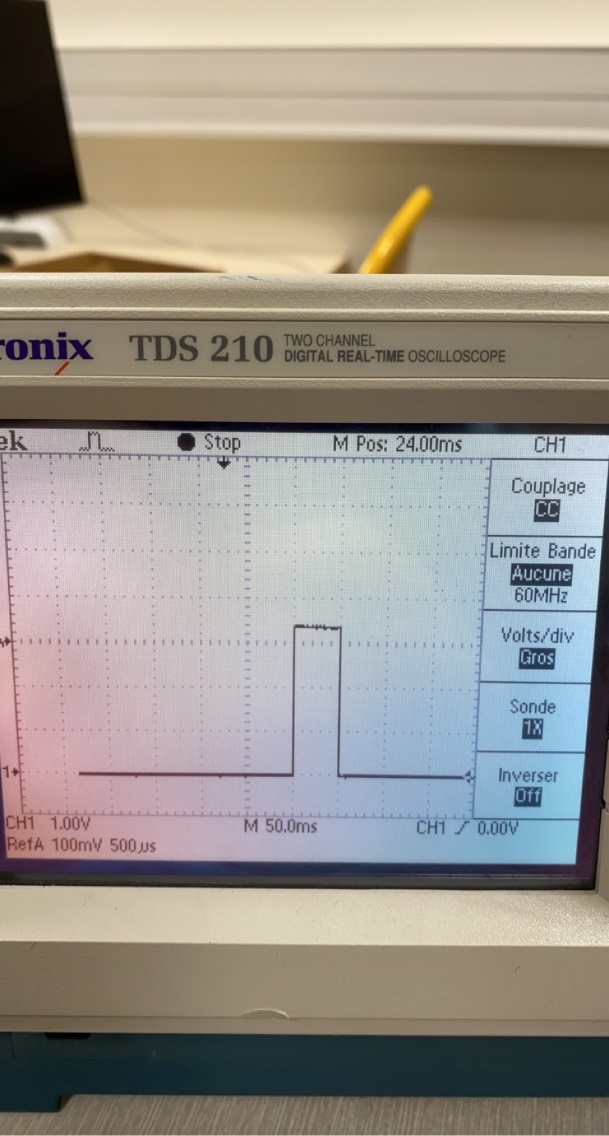 ronix TDS 210 TWO CHANNEL
DIGITAL REAL-TIME OSCILLOSCOPE
ek Stop M Pos: 24.00ms CH1
Couplage
CC
Limite Bande
Aucune
60MHz
Volts/div
Gros
Sonde
1X
Inverser
Off
1
CH1 1.00V M 50.0ms CH1 0.00V
RefA 100mV 500µs